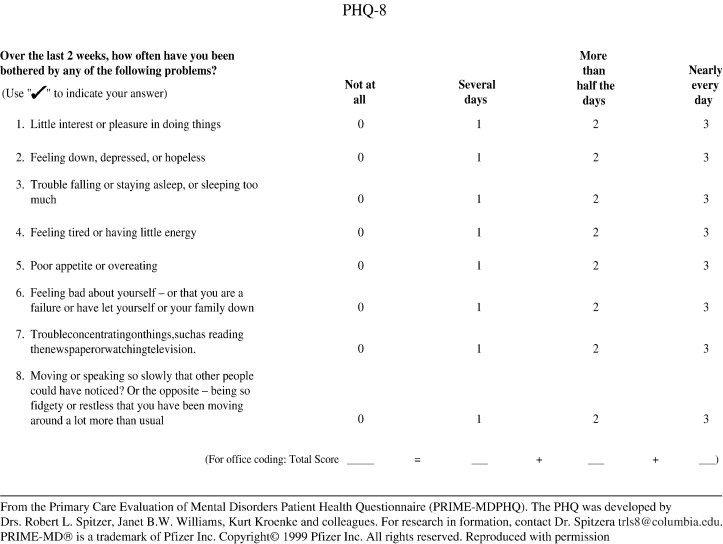 PHQ-8
Over the last 2 weeks, how often have you been
bothered by any of the following problems?
(Use "✔" to indicate your answer)
Not at
all
Several
days
More
than
half the
days
Nearly
every
day
1. Little interest or pleasure in doing things 0 1 2 3
2. Feeling down, depressed, or hopeless 0 1 2 3
3. Trouble falling or staying asleep, or sleeping too
much 0 1 2 3
4. Feeling tired or having little energy 0 1 2 3
5. Poor appetite or overeating 0 1 2 3
6. Feeling bad about yourself – or that you are a
failure or have let yourself or your family down 0 1 2 3
7. Troubleconcentratingonthings,suchas reading
thenewspaperorwatchingtelevision. 0 1 2 3
8. Moving or speaking so slowly that other people
could have noticed? Or the opposite – being so
fidgety or restless that you have been moving
around a lot more than usual 0 1 2 3
(For office coding: Total Score ____ = ___ + ___ + ___)
From the Primary Care Evaluation of Mental Disorders Patient Health Questionnaire (PRIME-MDPHQ). The PHQ was developed by
Drs. Robert L. Spitzer, Janet B.W. Williams, Kurt Kroenke and colleagues. For research in formation, contact Dr. Spitzera trls8@columbia.edu.
PRIME-MD® is a trademark of Pfizer Inc. Copyright© 1999 Pfizer Inc. All rights reserved. Reproduced with permission